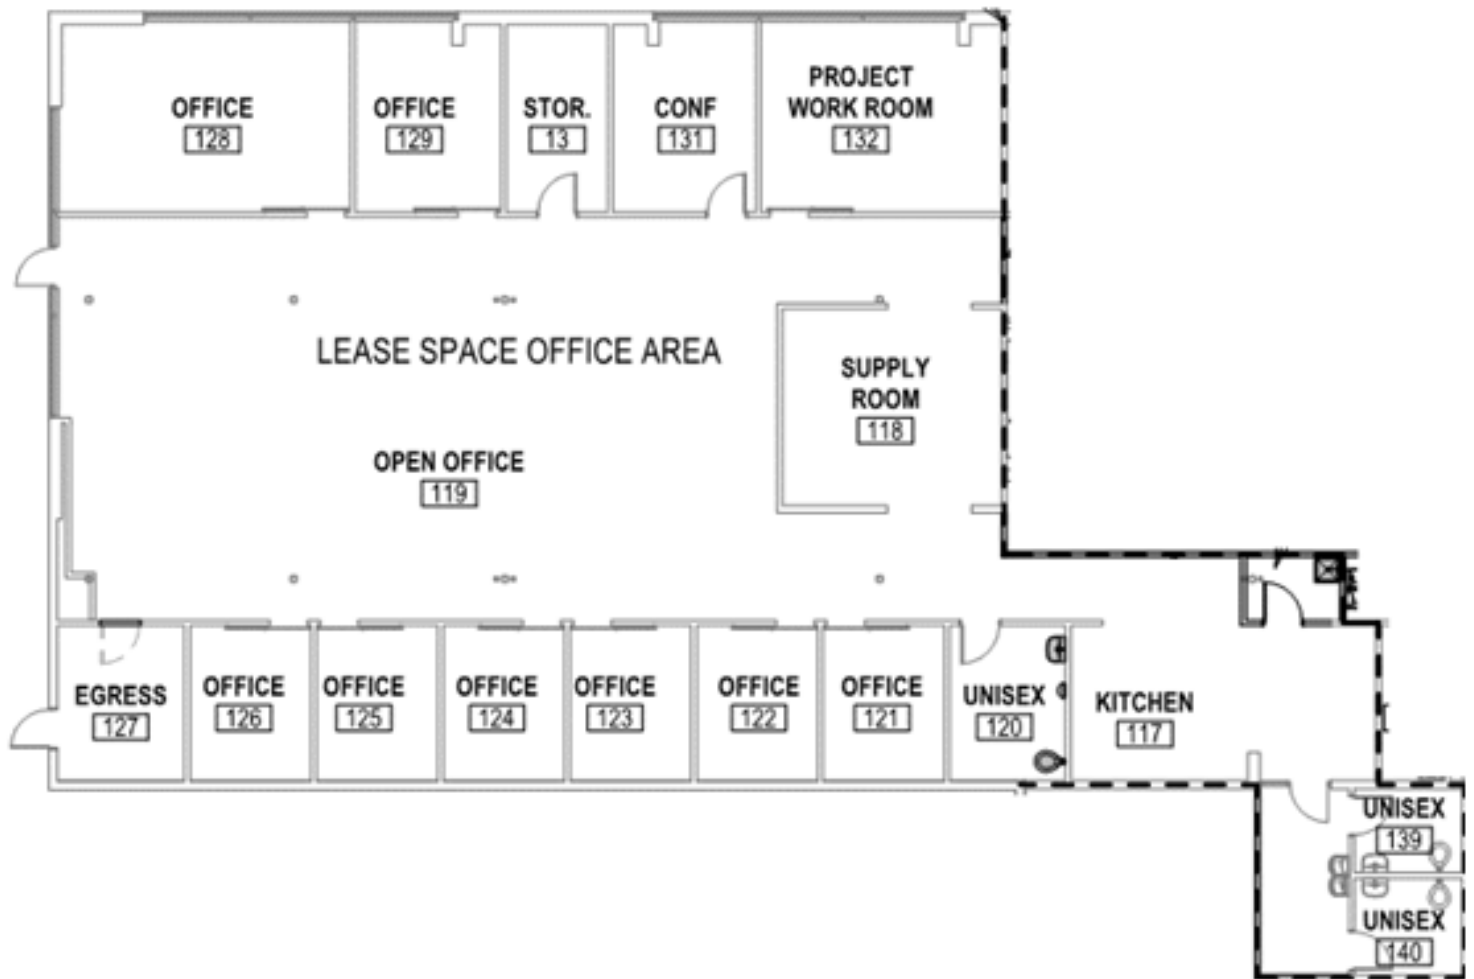 OFFICE
128
OFFICE
129
STOR.
13
CONF
131
PROJECT
WORK ROOM
132
LEASE SPACE OFFICE AREA
SUPPLY
ROOM
118
OPEN OFFICE
119
EGRESS
127
OFFICE
126
OFFICE
125
OFFICE
124
OFFICE
123
OFFICE
122
OFFICE
121
UNISEX
120
KITCHEN
117
UNISEX
139
UNISEX
140